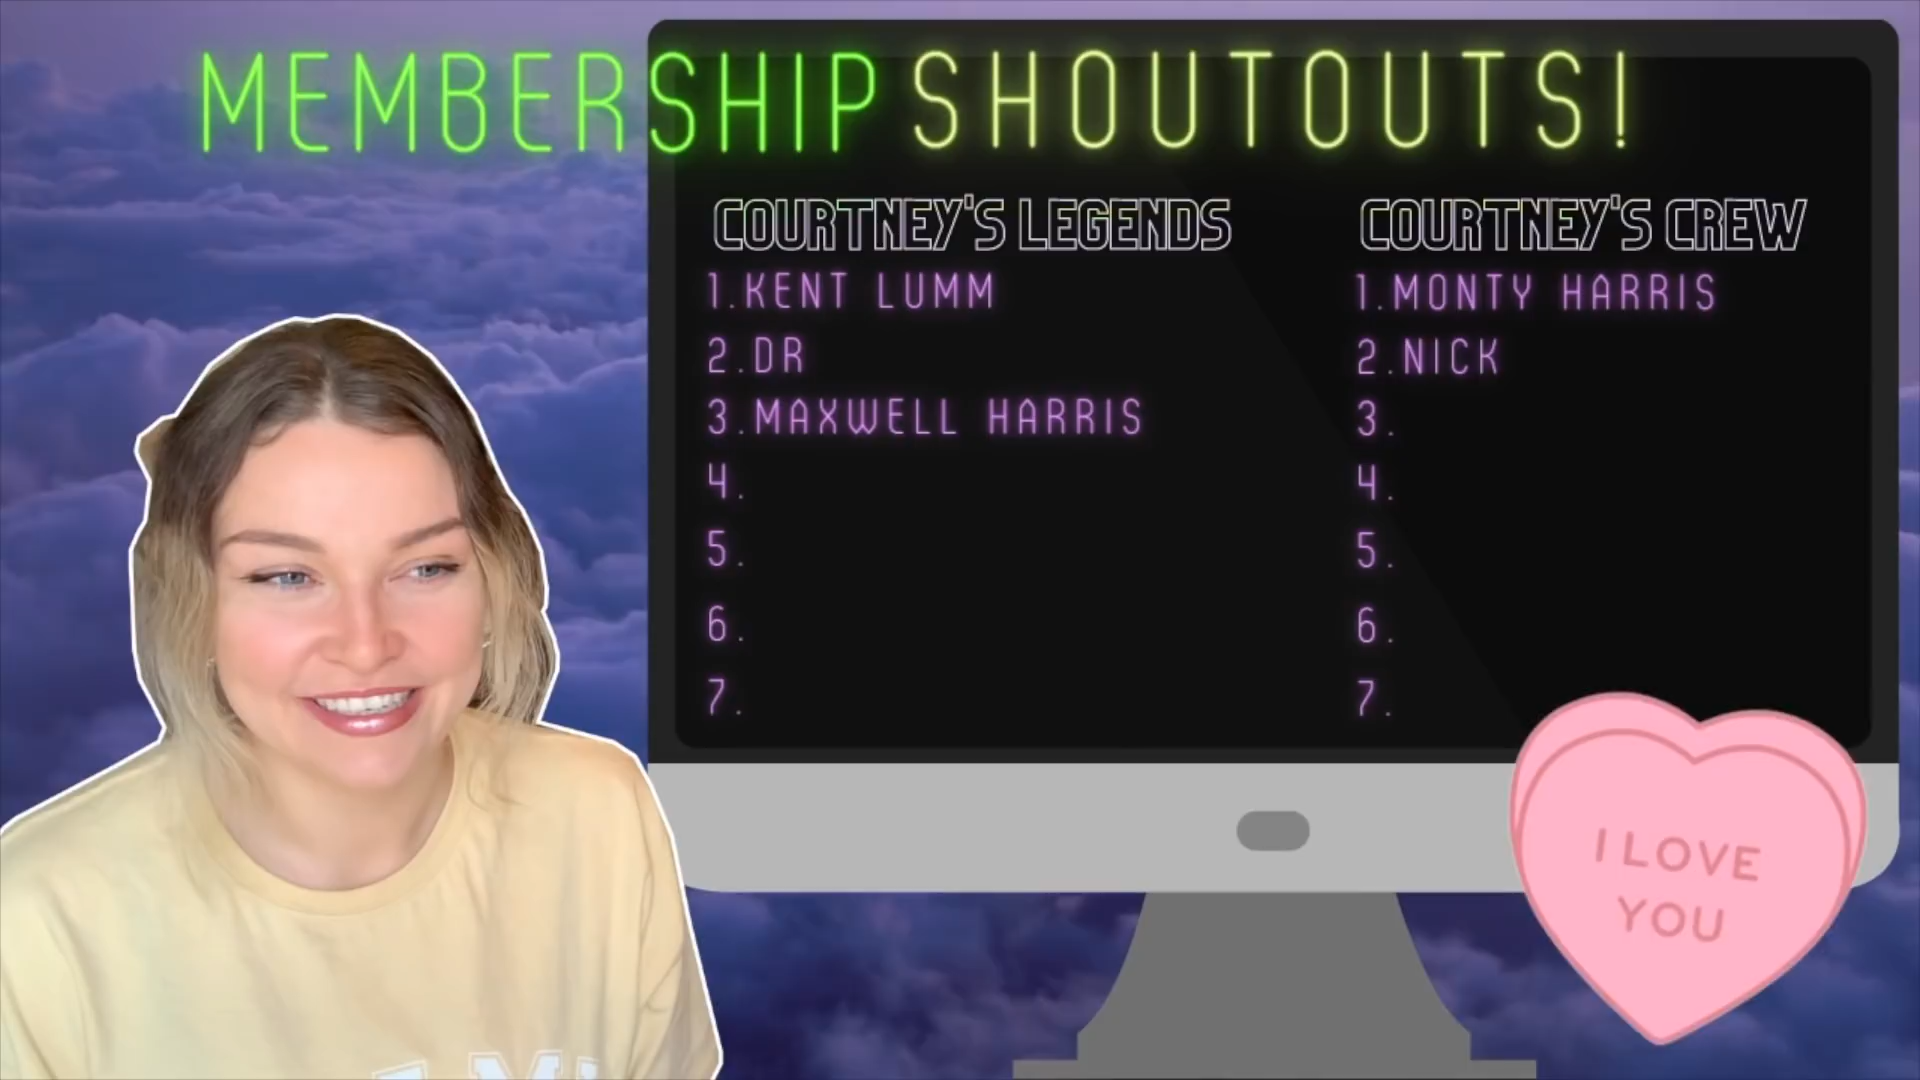 MEMBERSHIP SHOUTOUTS!
COURTNEY'S LEGENDS
1.KENT LUMM
2.DR
3.MAXWELL HARRIS
4.
5.
6.
7.
COURTNEY'S CREW
1.MONTY HARRIS
2.NICK
3.
4.
5.
6.
7.
I LOVE
YOU